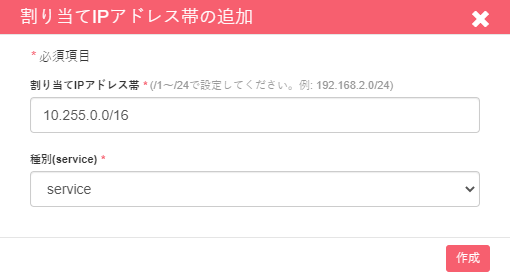 割り当てIPアドレス帯の追加
* 必須項目
割り当てIPアドレス帯 * (/1〜/24で設定してください。例: 192.168.2.0/24)
10.255.0.0/16
種別(service) *
service
作成